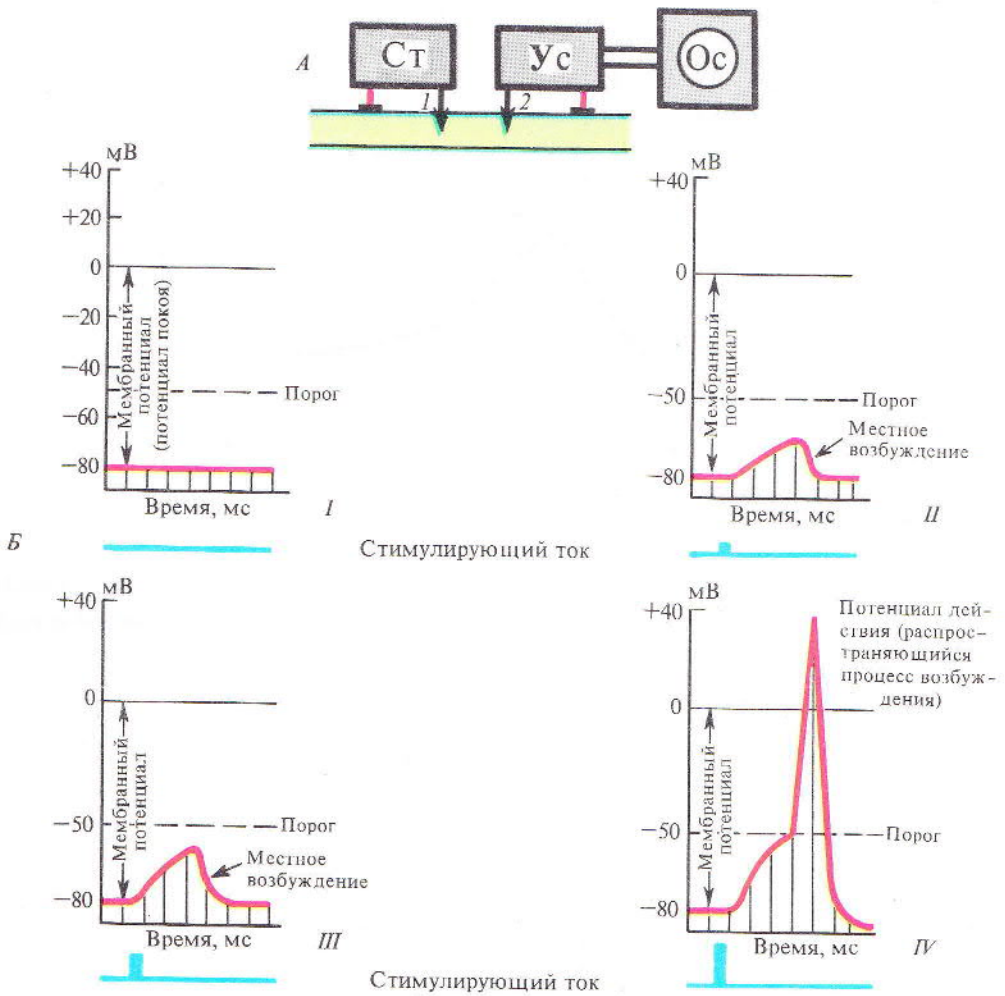 А
Ст
Ус
Ос
1
2
мВ
+40
+20
0
−20
−40
−60
−80
Мембранный
потенциал
(потенциал покоя)
Порог
Время, мс
I
мВ
+40
0
−50
−80
Мембранный
потенциал
Порог
Местное
возбуждение
Время, мс
II
Б
Стимулирующий ток
мВ
+40
0
−50
−80
Мембранный
потенциал
Порог
Местное
возбуждение
Время, мс
III
мВ
+40
0
−50
−80
Мембранный
потенциал
Потенциал дей-
ствия (распрос-
траняющийся
процесс возбуж-
дения)
Порог
Время, мс
IV
Стимулирующий ток